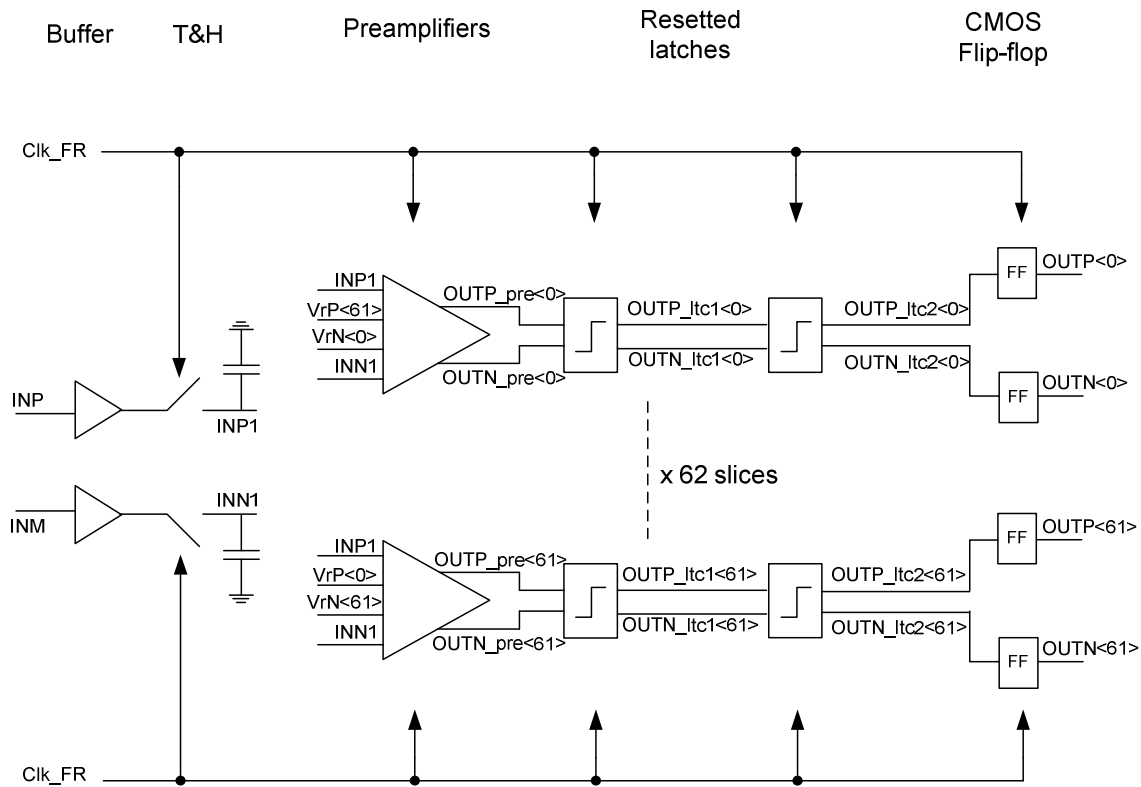 Buffer
T&H
Preamplifiers
Resetted
latches
CMOS
Flip-flop
Clk_FR
INP1
VrP<61>
VrN<0>
INN1
OUTP_pre<0>
OUTN_pre<0>
OUTP_ltc1<0>
OUTN_ltc1<0>
OUTP_ltc2<0>
OUTN_ltc2<0>
FF
OUTP<0>
FF
OUTN<0>
INP
INP1
x 62 slices
INM
INN1
INP1
VrP<0>
VrN<61>
INN1
OUTP_pre<61>
OUTN_pre<61>
OUTP_ltc1<61>
OUTN_ltc1<61>
OUTP_ltc2<61>
OUTN_ltc2<61>
FF
OUTP<61>
FF
OUTN<61>
Clk_FR